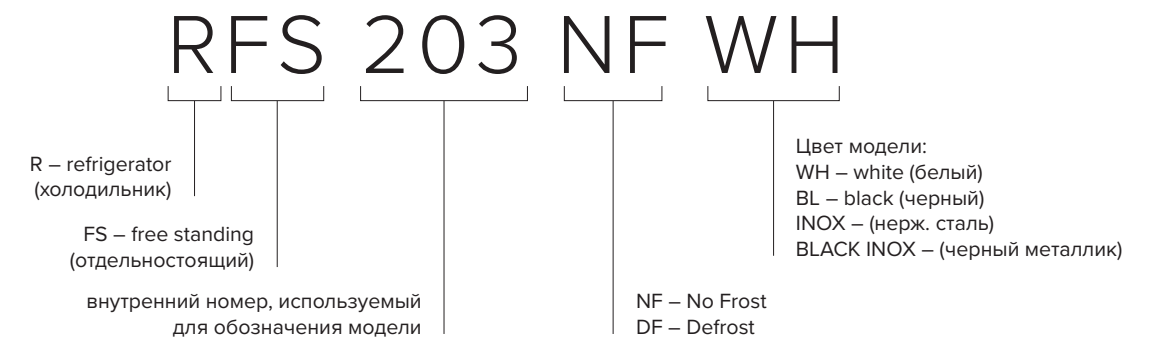 RFS 203 NF WH
R – refrigerator
(холодильник)
FS – free standing
(отдельностоящий)
внутренний номер, используемый
для обозначения модели
NF – No Frost
DF – Defrost
Цвет модели:
WH – white (белый)
BL – black (черный)
INOX – (нерж. сталь)
BLACK INOX – (черный металлик)